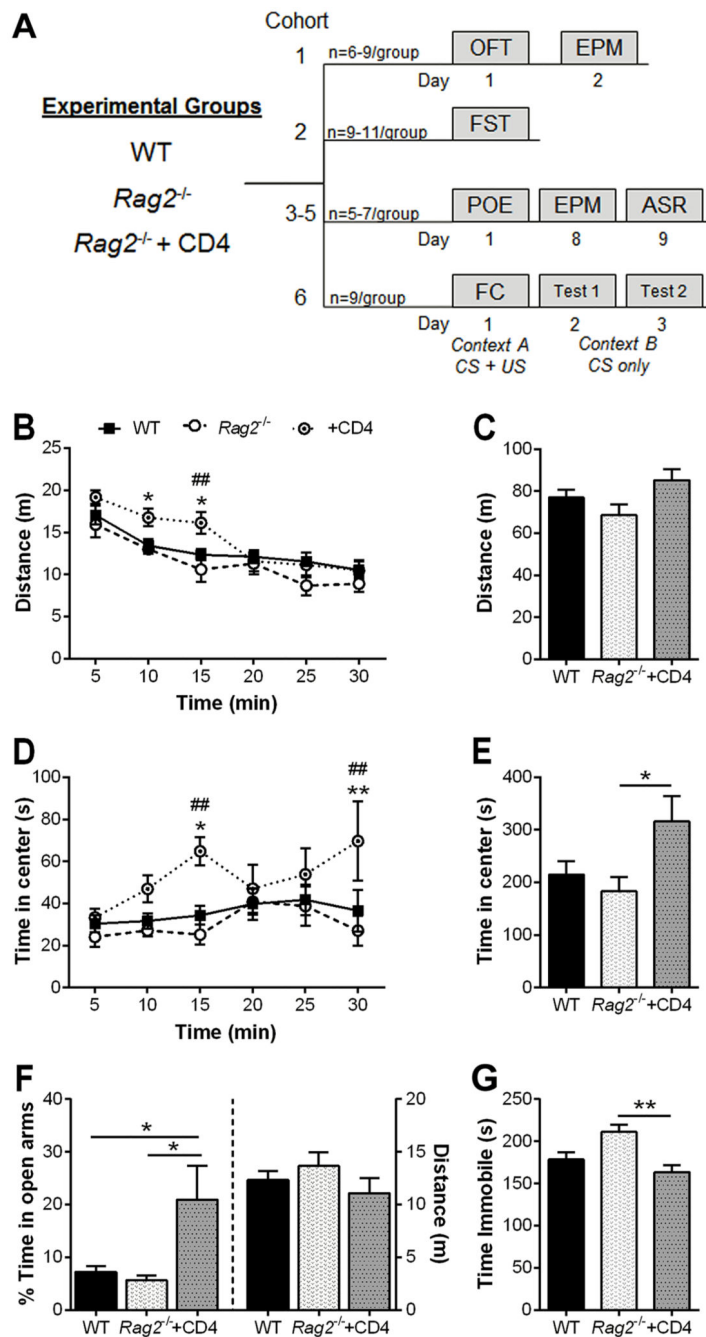 A
Cohort
Experimental Groups
WT
Rag2-/-
Rag2-/- + CD4
1 n=6-9/group OFT EPM
Day 1 2
2 n=9-11/group FST
3-5 n=5-7/group POE EPM ASR
Day 1 8 9
6 n=9/group FC Test 1 Test 2
Day 1 2 3
Context A Context B
CS + US CS only
B WT Rag2-/- +CD4
25
20
15
10
5
0
Distance (m)
* ## *
5 10 15 20 25 30
Time (min)
C
100
80
60
40
20
0
Distance (m)
WT Rag2-/- +CD4
D
100
80
60
40
20
0
Time in center (s)
## * ## **
5 10 15 20 25 30
Time (min)
E
400
300
200
100
0
Time in center (s)
*
WT Rag2-/- +CD4
F
40
30
20
10
0
% Time in open arms
* *
20
15
10
5
0
Distance (m)
WT Rag2-/- +CD4 WT Rag2-/- +CD4
G
250
200
150
100
50
0
Time Immobile (s)
**
WT Rag2-/- +CD4